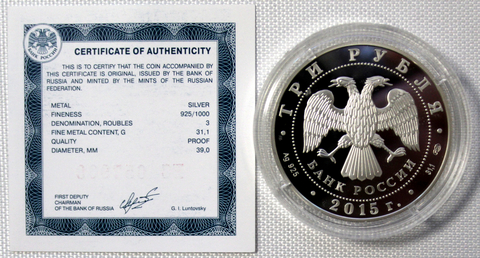 БАНК РОССИИ
CERTIFICATE OF AUTHENTICITY
THIS IS TO CERTIFY THAT THE COIN ACCOMPANIED BY
THIS CERTIFICATE IS ORIGINAL, ISSUED BY THE BANK OF
RUSSIA AND MINTED BY THE MINTS OF THE RUSSIAN
FEDERATION.
METAL SILVER
FINENESS 925/1000
DENOMINATION, ROUBLES 3
FINE METAL CONTENT, G 31,1
QUALITY PROOF
DIAMETER, MM 39,0
FIRST DEPUTY
CHAIRMAN
OF THE BANK OF RUSSIA G. I. Luntovsky
ТРИ РУБЛЯ
Ag 925
БАНК РОССИИ
31,1
2015 г.